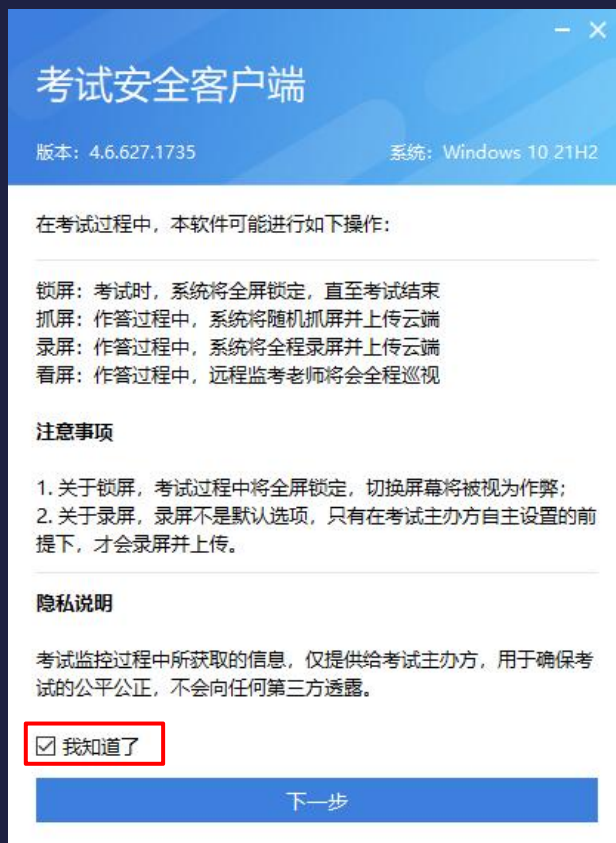 考试安全客户端
版本：4.6.627.1735 系统：Windows 10 21H2
在考试过程中，本软件可能进行如下操作：
锁屏：考试时，系统将全屏锁定，直至考试结束
抓屏：作答过程中，系统将随机抓屏并上传云端
录屏：作答过程中，系统将全程录屏并上传云端
看屏：作答过程中，远程监考老师将会全程巡视
注意事项
1. 关于锁屏，考试过程中将全屏锁定，切换屏幕将被视为作弊；
2. 关于录屏，录屏不是默认选项，只有在考试主办方自主设置的前
提下，才会录屏并上传。
隐私说明
考试监控过程中所获取的信息，仅提供给考试主办方，用于确保考
试的公平公正，不会向任何第三方透露。
我知道了
下一步